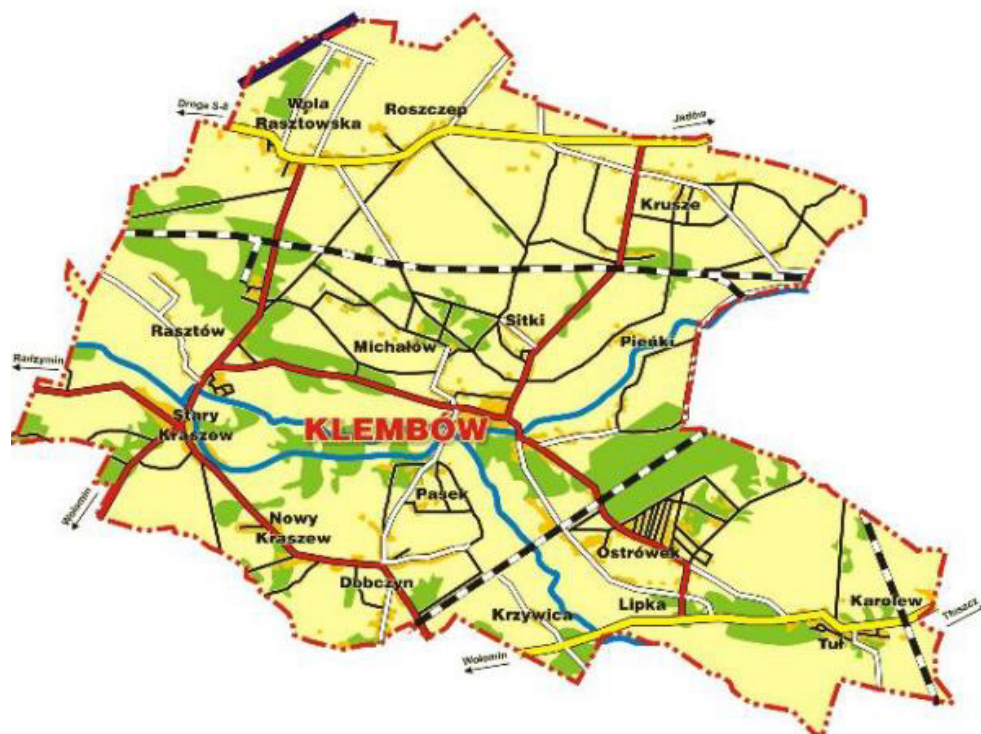 Droga S-8
Wola
Rasztowska
Roszczep
Jadów
Krusze
Rasztów
Michałów
Sitki
Pieńki
Radzymin
Stary
Kraszew
KLEMBÓW
Wołomin
Pasek
Nowy
Kraszew
Ostrówek
Dobczyn
Krzywica
Lipka
Karolew
Tłuszcz
Tuł
Wołomin